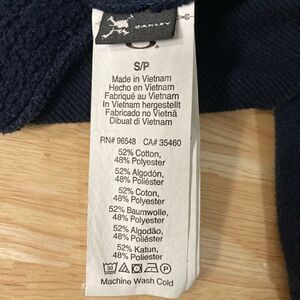 OAKLEY
S/P
Made in Vietnam
Hecho en Vietnam
Fabriqué au Vietnam
In Vietnam hergestellt
Fabricado no Vietnã
Dibuat di Vietnam
RN# 96548 CA# 35460
52% Cotton,
48% Polyester
52% Algodón,
48% Poliéster
52% Coton,
48% Polyester
52% Baumwolle,
48% Polyester
52% Algodão,
48% Poliéster
52% Katun,
48% Polyester
30 P
Machine Wash Cold